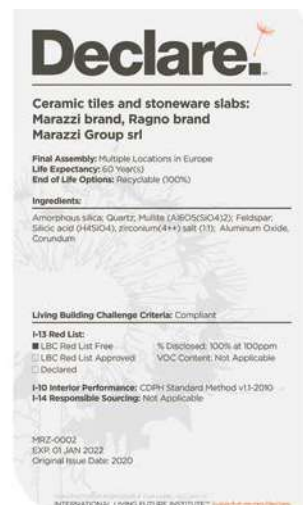 Declare.
Ceramic tiles and stoneware slabs:
Marazzi brand, Ragno brand
Marazzi Group srl
Final Assembly: Multiple Locations in Europe
Life Expectancy: 60 Year(s)
End of Life Options: Recyclable (100%)
Ingredients:
Amorphous silica; Quartz; Mullite (Al6O5(SiO4)2); Feldspar;
Silicic acid (H4SiO4), zirconium(4++) salt (1:1); Aluminum Oxide,
Corundum
Living Building Challenge Criteria: Compliant
I-13 Red List:
LBC Red List Free % Disclosed: 100% at 100ppm
LBC Red List Approved VOC Content: Not Applicable
Declared
I-10 Interior Performance: CDPH Standard Method v1.1-2010
I-14 Responsible Sourcing: Not Applicable
MRZ-0002
EXP. 01 JAN 2022
Original Issue Date: 2020
INTERNATIONAL LIVING FUTURE INSTITUTE™